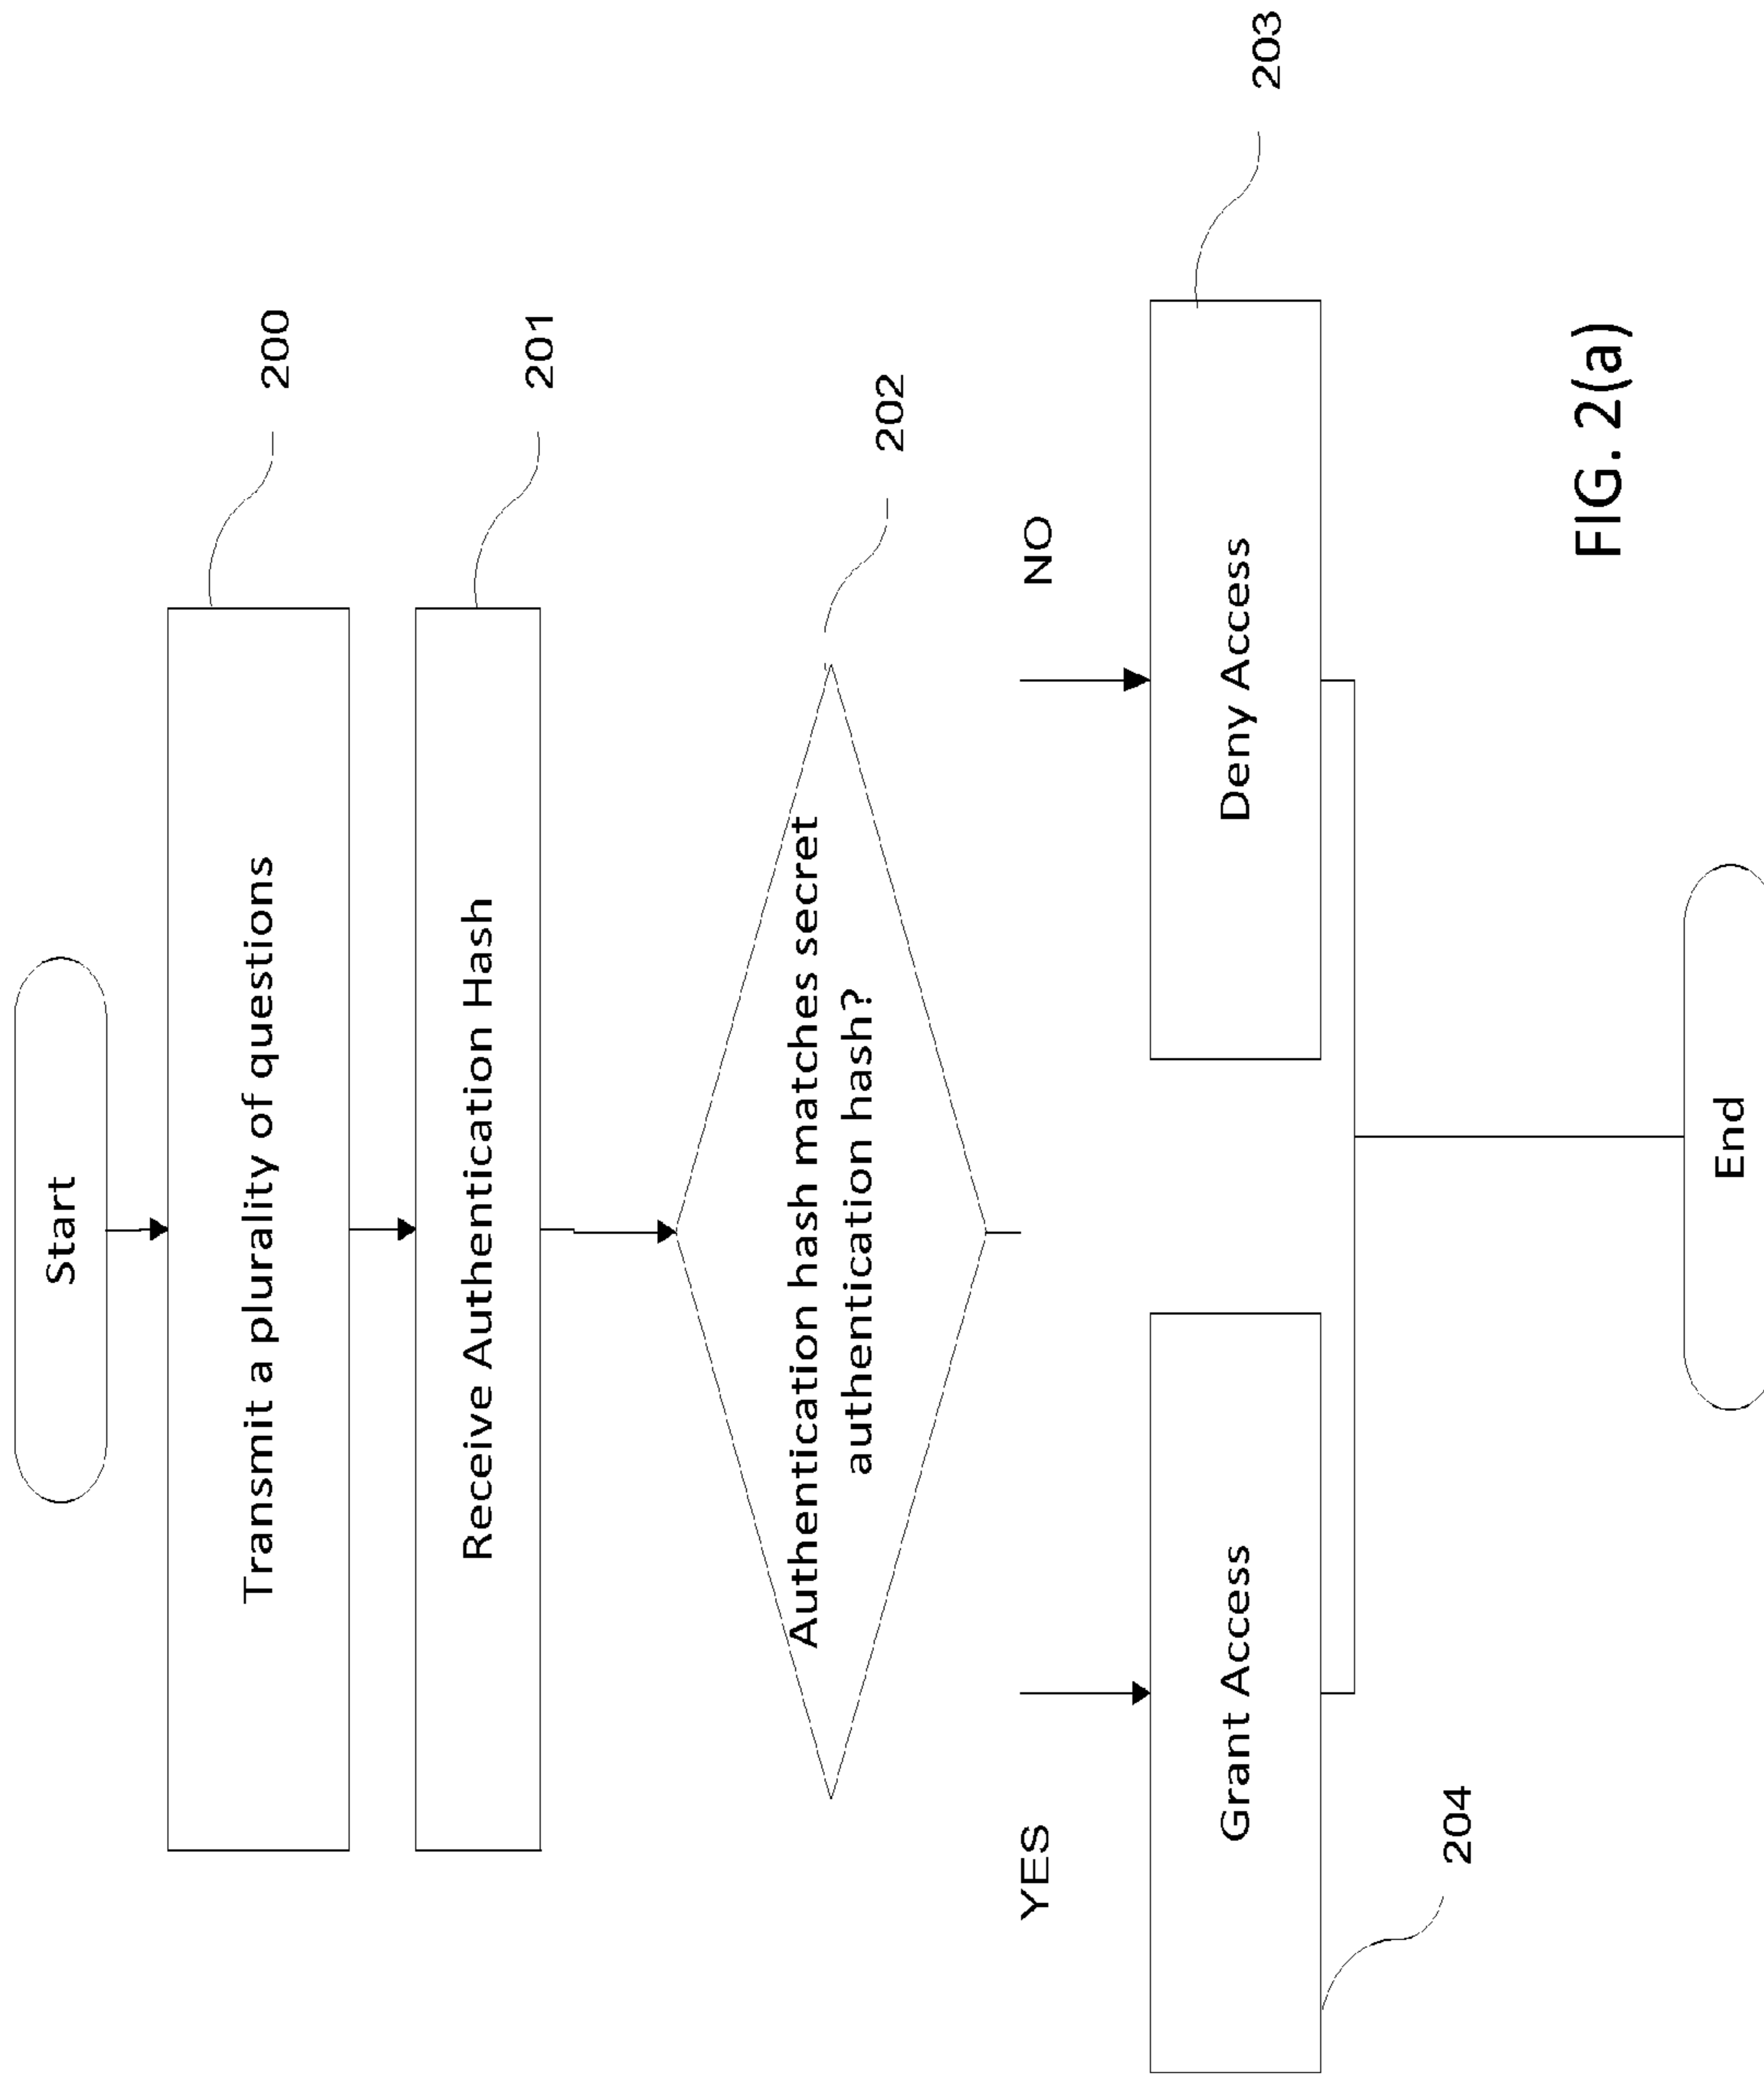 Start
Transmit a plurality of questions
200
Receive Authentication Hash
201
Authentication hash matches secret
authentication hash?
202
YES
NO
Grant Access
204
Deny Access
203
End
FIG. 2(a)